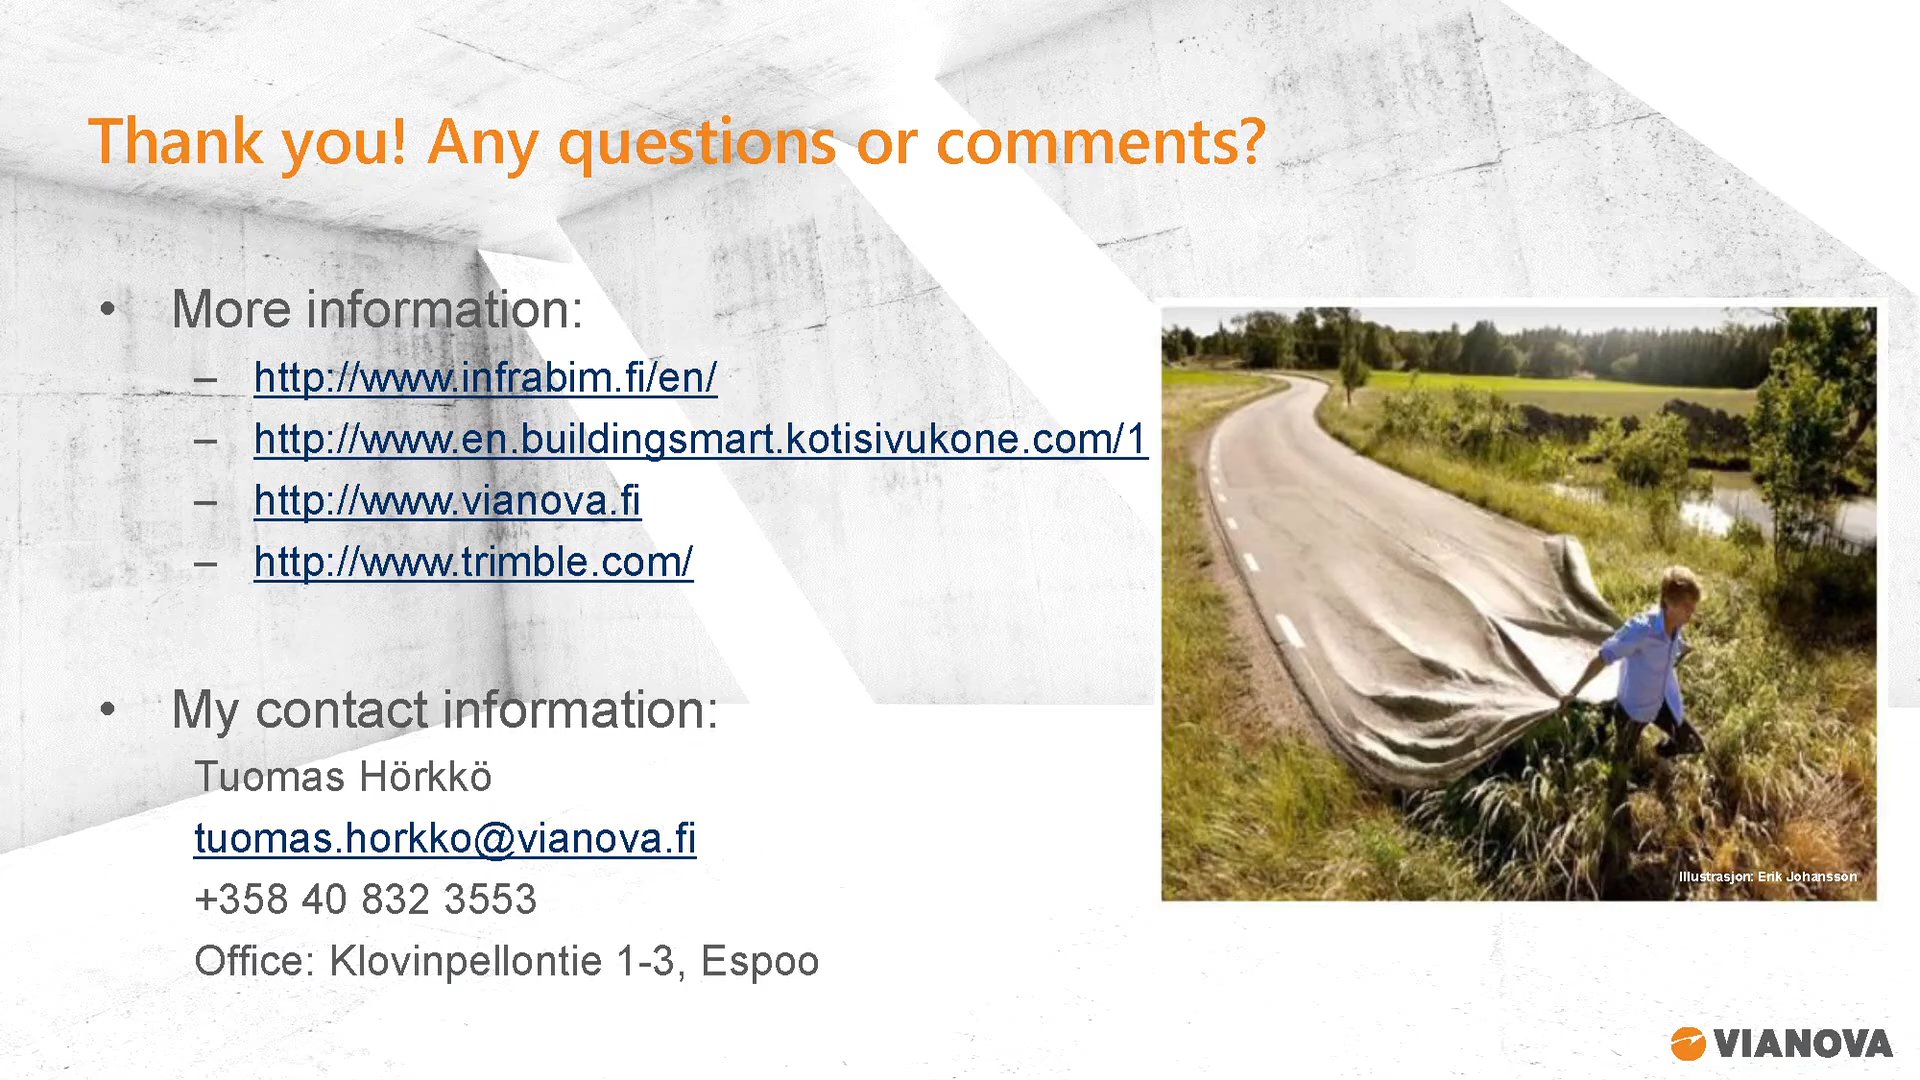 Thank you! Any questions or comments?
• More information:
– http://www.infrabim.fi/en/
– http://www.en.buildingsmart.kotisivukone.com/1
– http://www.vianova.fi
– http://www.trimble.com/
• My contact information:
Tuomas Hörkkö
tuomas.horkko@vianova.fi
+358 40 832 3553
Office: Klovinpellontie 1-3, Espoo
Illustrasjon: Erik Johansson
VIANOVA